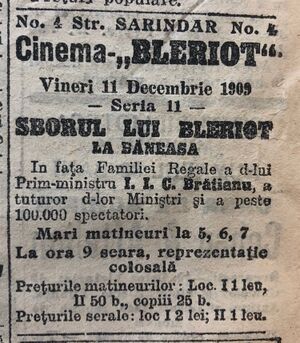 Prețuri populare.
No. 4 Str. SARINDAR No. 4
Cinema-„BLERIOT“
Vineri 11 Decembrie 1909
— Seria 11 —
SBORUL LUI BLERIOT
LA BĂNEASA
In fața Familiei Regale a d-lui
Prim-ministru I. I. C. Brătianu, a
tuturor d-lor Miniștri și a peste
100.000 spectatori.
Mari matineuri la 5, 6, 7
La ora 9 seara, reprezentație
colosală
Prețurile matineurilor: Loc. I 1 leu,
II 50 b., copiii 25 b.
Prețurile serale: loc I 2 lei; II 1 leu.